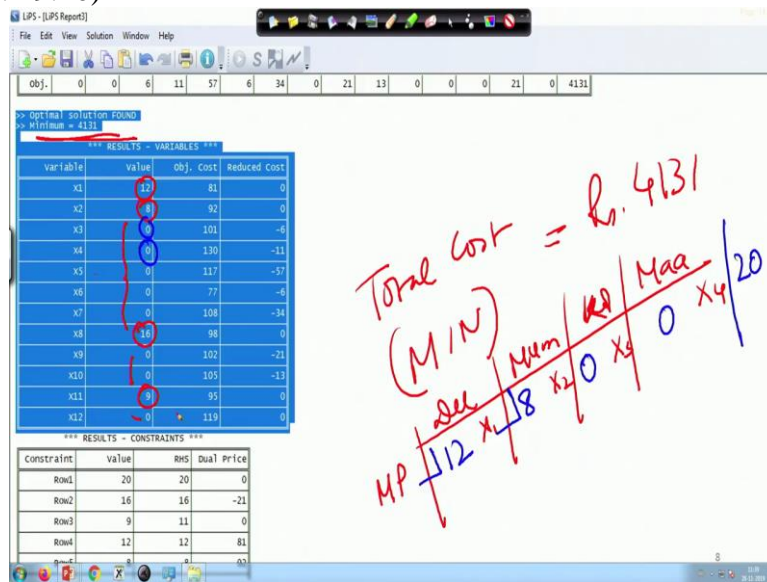 LiPS - [LiPS Report3]
File Edit View Solution Window Help
Obj. 0 0 6 11 57 6 34 0 21 13 0 0 0 21 0 4131
>> Optimal solution FOUND
>> Minimum = 4131
*** RESULTS - VARIABLES ***
Variable Value Obj. Cost Reduced Cost
X1 12 81 0
X2 8 92 0
X3 0 101 -6
X4 0 130 -11
X5 0 117 -57
X6 0 77 -6
X7 0 108 -34
X8 16 98 0
X9 0 102 -21
X10 0 105 -13
X11 9 95 0
X12 0 119 0
*** RESULTS - CONSTRAINTS ***
Constraint Value RHS Dual Price
Row1 20 20 0
Row2 16 16 -21
Row3 9 11 0
Row4 12 12 81
Total Cost = Rs. 4131
(MIN)
Del Mum Kol Maa
MP 12 X1 8 X2 0 X3 0 X4 20
8